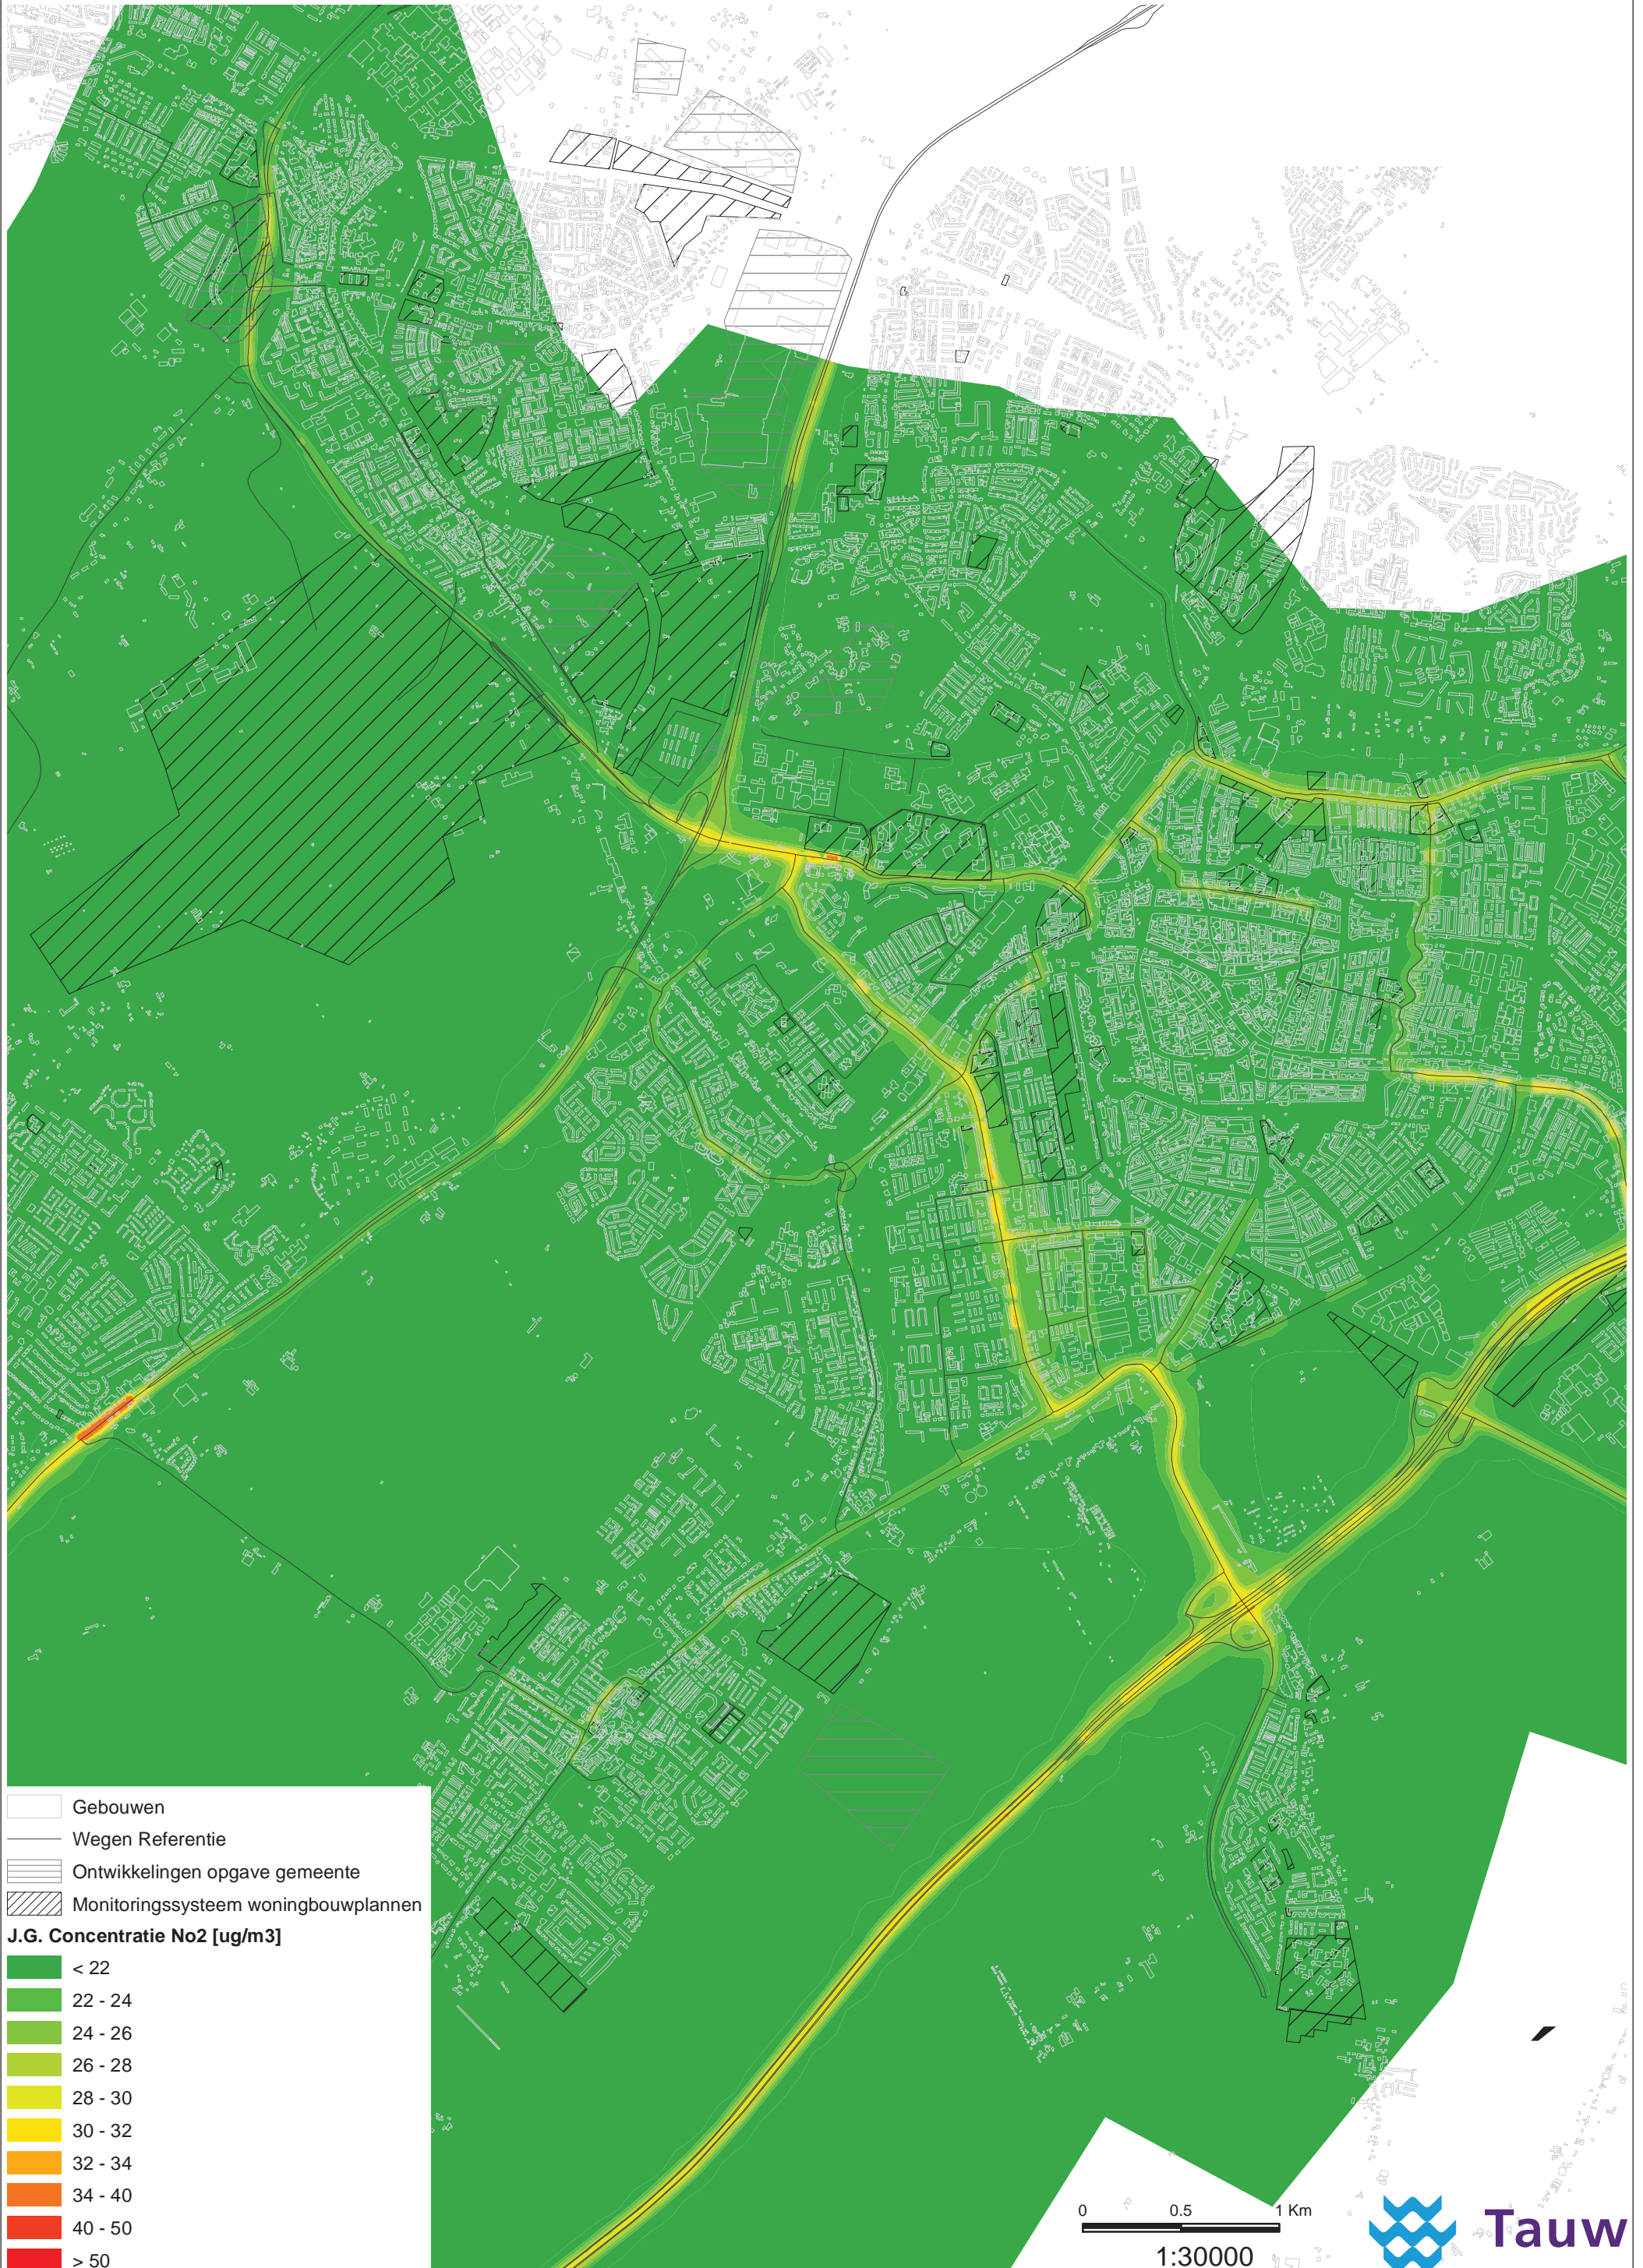 Gebouwen
Wegen Referentie
Ontwikkelingen opgave gemeente
Monitoringssysteem woningbouwplannen
J.G. Concentratie No2 [ug/m3]
< 22
22 - 24
24 - 26
26 - 28
28 - 30
30 - 32
32 - 34
34 - 40
40 - 50
> 50
0 0.5 1 Km
1:30000
Tauw